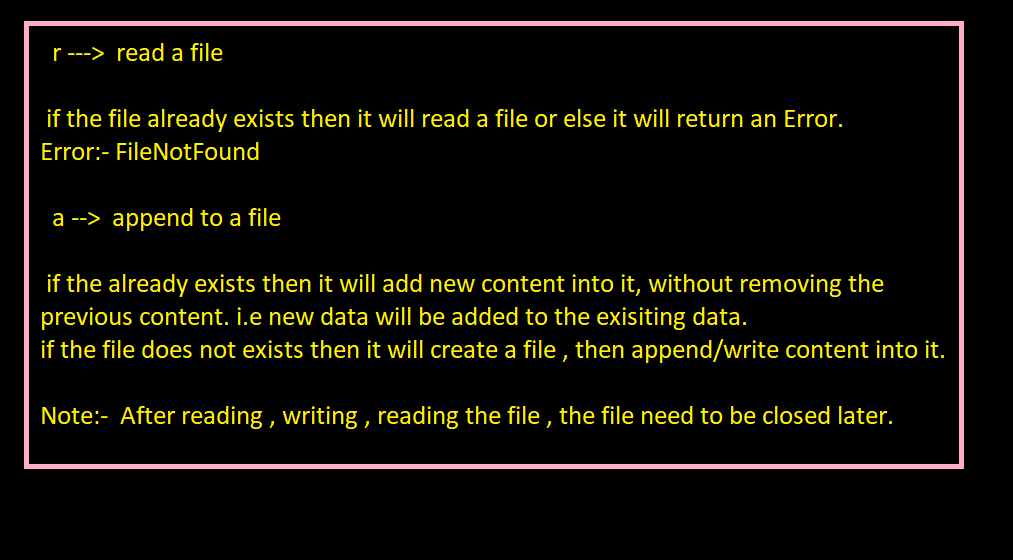 r ---> read a file
if the file already exists then it will read a file or else it will return an Error.
Error:- FileNotFound
a --> append to a file
if the already exists then it will add new content into it, without removing the
previous content. i.e new data will be added to the exisiting data.
if the file does not exists then it will create a file , then append/write content into it.
Note:- After reading , writing , reading the file , the file need to be closed later.